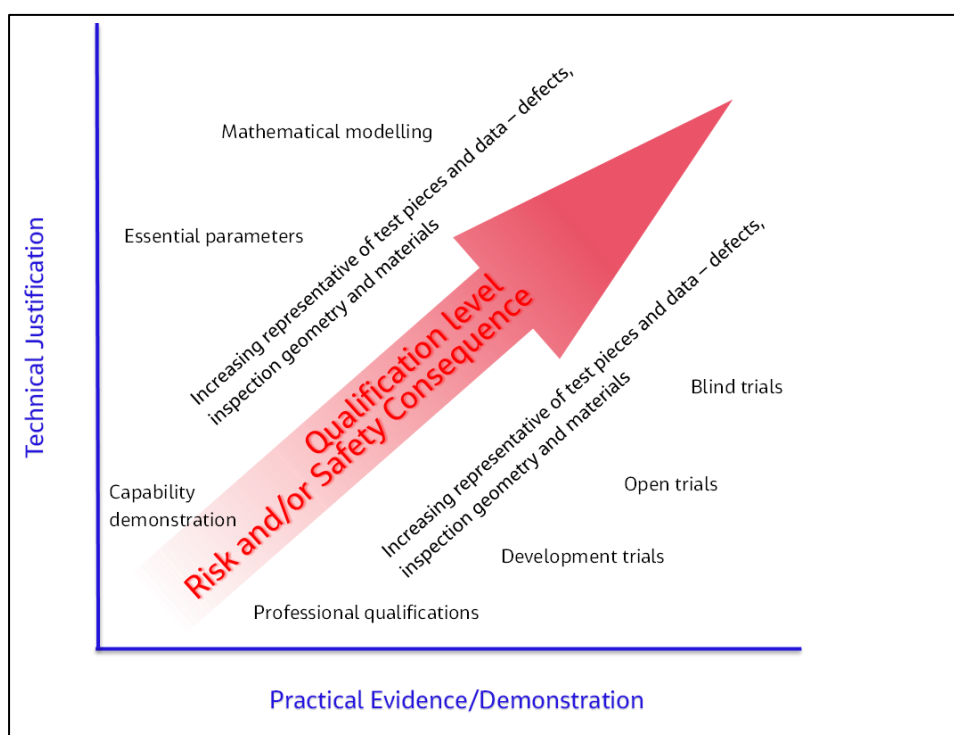 Mathematical modelling
Essential parameters
Increasing representative of test pieces and data – defects,
inspection geometry and materials
Technical Justification
Qualification level
Risk and/or Safety Consequence
Increasing representative of test pieces and data – defects,
inspection geometry and materials
Blind trials
Open trials
Capability
demonstration
Development trials
Professional qualifications
Practical Evidence/Demonstration